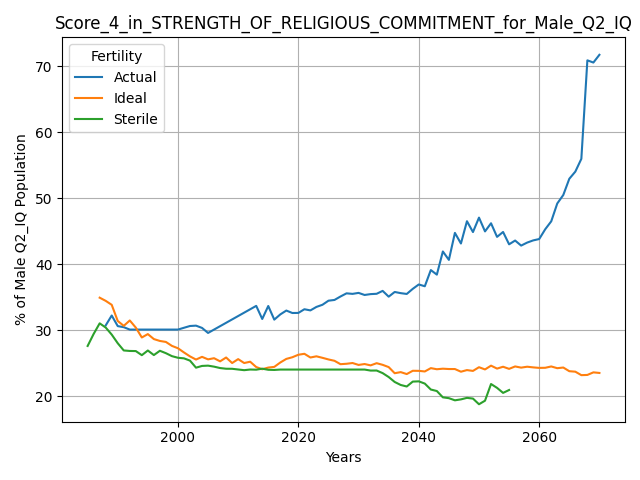 Score_4_in_STRENGTH_OF_RELIGIOUS_COMMITMENT_for_Male_Q2_IQ
Fertility
Actual
Ideal
Sterile
% of Male Q2_IQ Population
70
60
50
40
30
20
2000
2020
2040
2060
Years